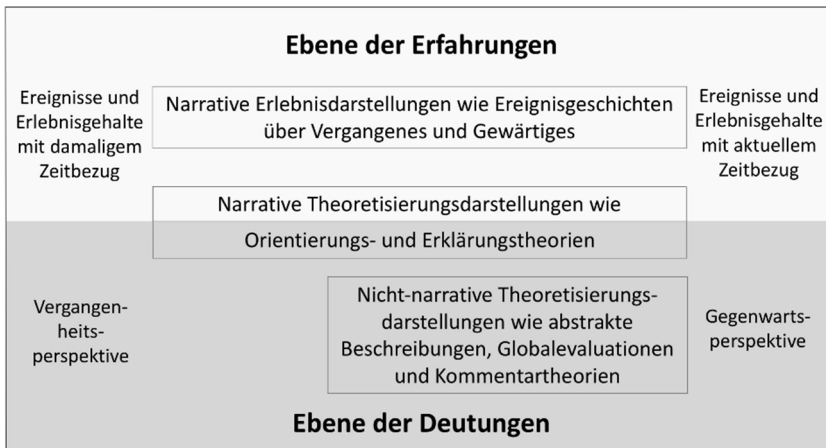 Ebene der Erfahrungen
Ereignisse und
Erlebnisgehalte
mit damaligem
Zeitbezug
Narrative Erlebnisdarstellungen wie Ereignisgeschichten
über Vergangenes und Gewärtiges
Ereignisse und
Erlebnisgehalte
mit aktuellem
Zeitbezug
Narrative Theoretisierungsdarstellungen wie
Orientierungs- und Erklärungstheorien
Vergangen-
heits-
perspektive
Nicht-narrative Theoretisierungs-
darstellungen wie abstrakte
Beschreibungen, Globalevaluationen
und Kommentartheorien
Gegenwarts-
perspektive
Ebene der Deutungen